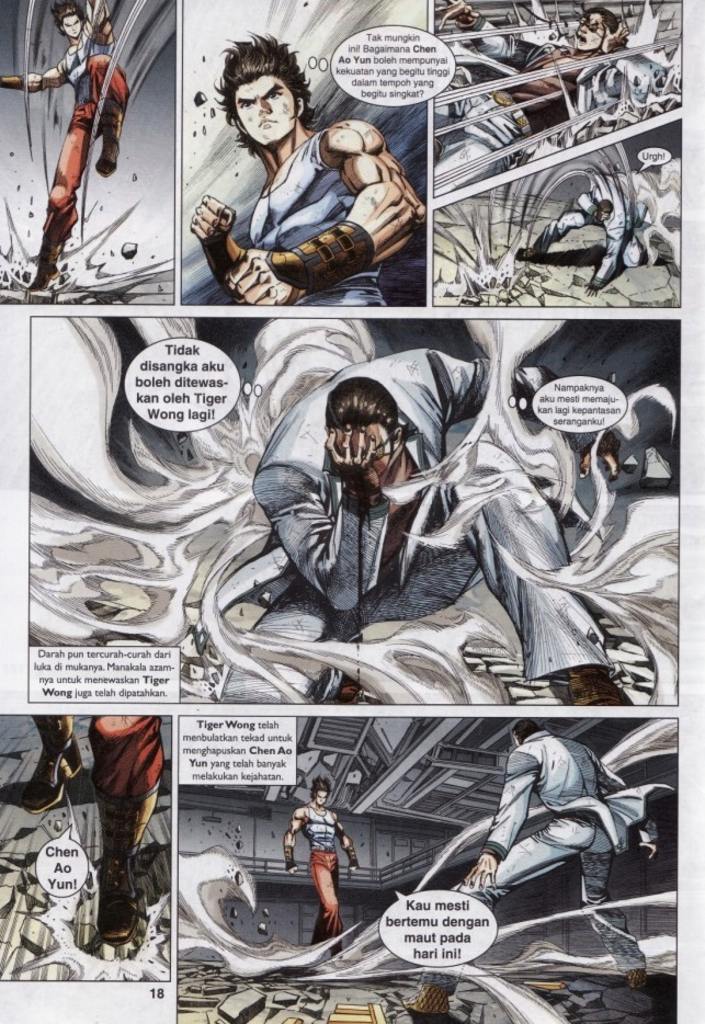 Tak mungkin
ini! Bagaimana Chen
Ao Yun boleh mempunyai
kekuatan yang begitu tinggi
dalam tempoh yang
begitu singkat?
Urgh!
Tidak
disangka aku
boleh ditewas-
kan oleh Tiger
Wong lagi!
Nampaknya
aku mesti memaju-
kan lagi kepantasan
seranganku!
Darah pun tercurah-curah dari
luka di mukanya. Manakala azam-
nya untuk menewaskan Tiger
Wong juga telah dipatahkan.
Chen
Ao
Yun!
Tiger Wong telah
membulatkan tekad untuk
menghapuskan Chen Ao
Yun yang telah banyak
melakukan kejahatan.
Kau mesti
bertemu dengan
maut pada
hari ini!
18